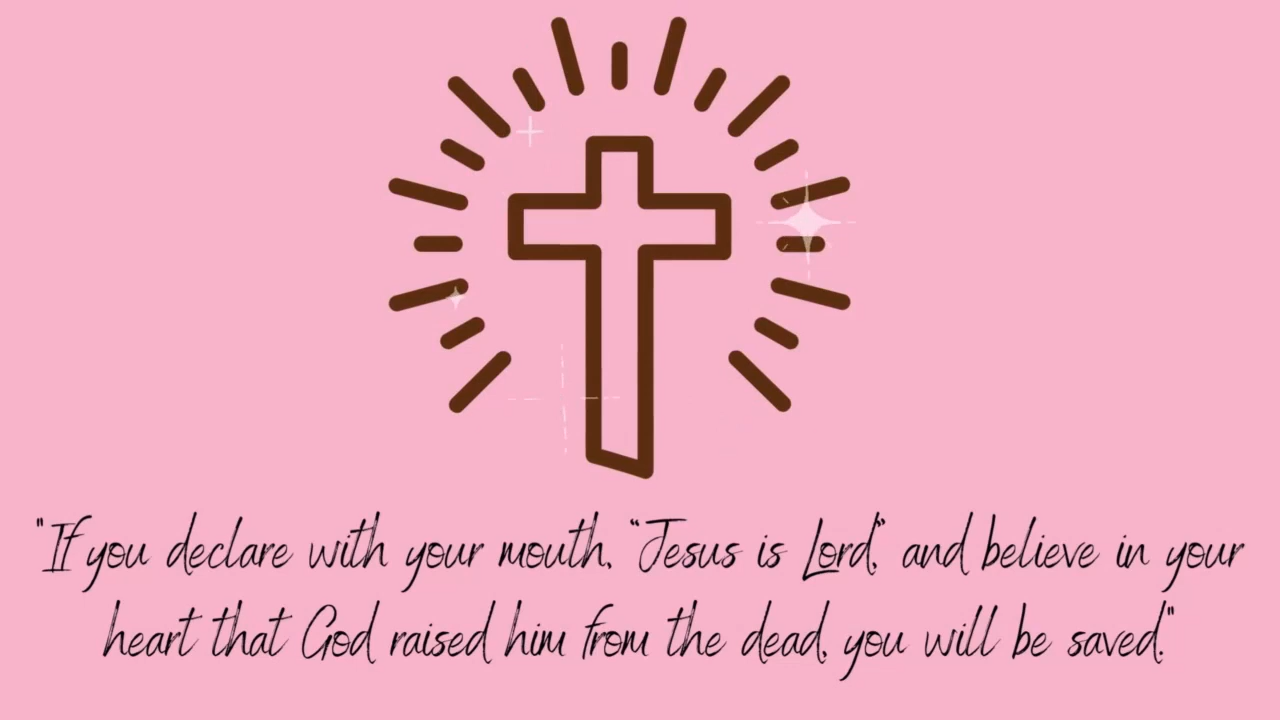 "If you declare with your mouth, “Jesus is Lord,” and believe in your
heart that God raised him from the dead, you will be saved."